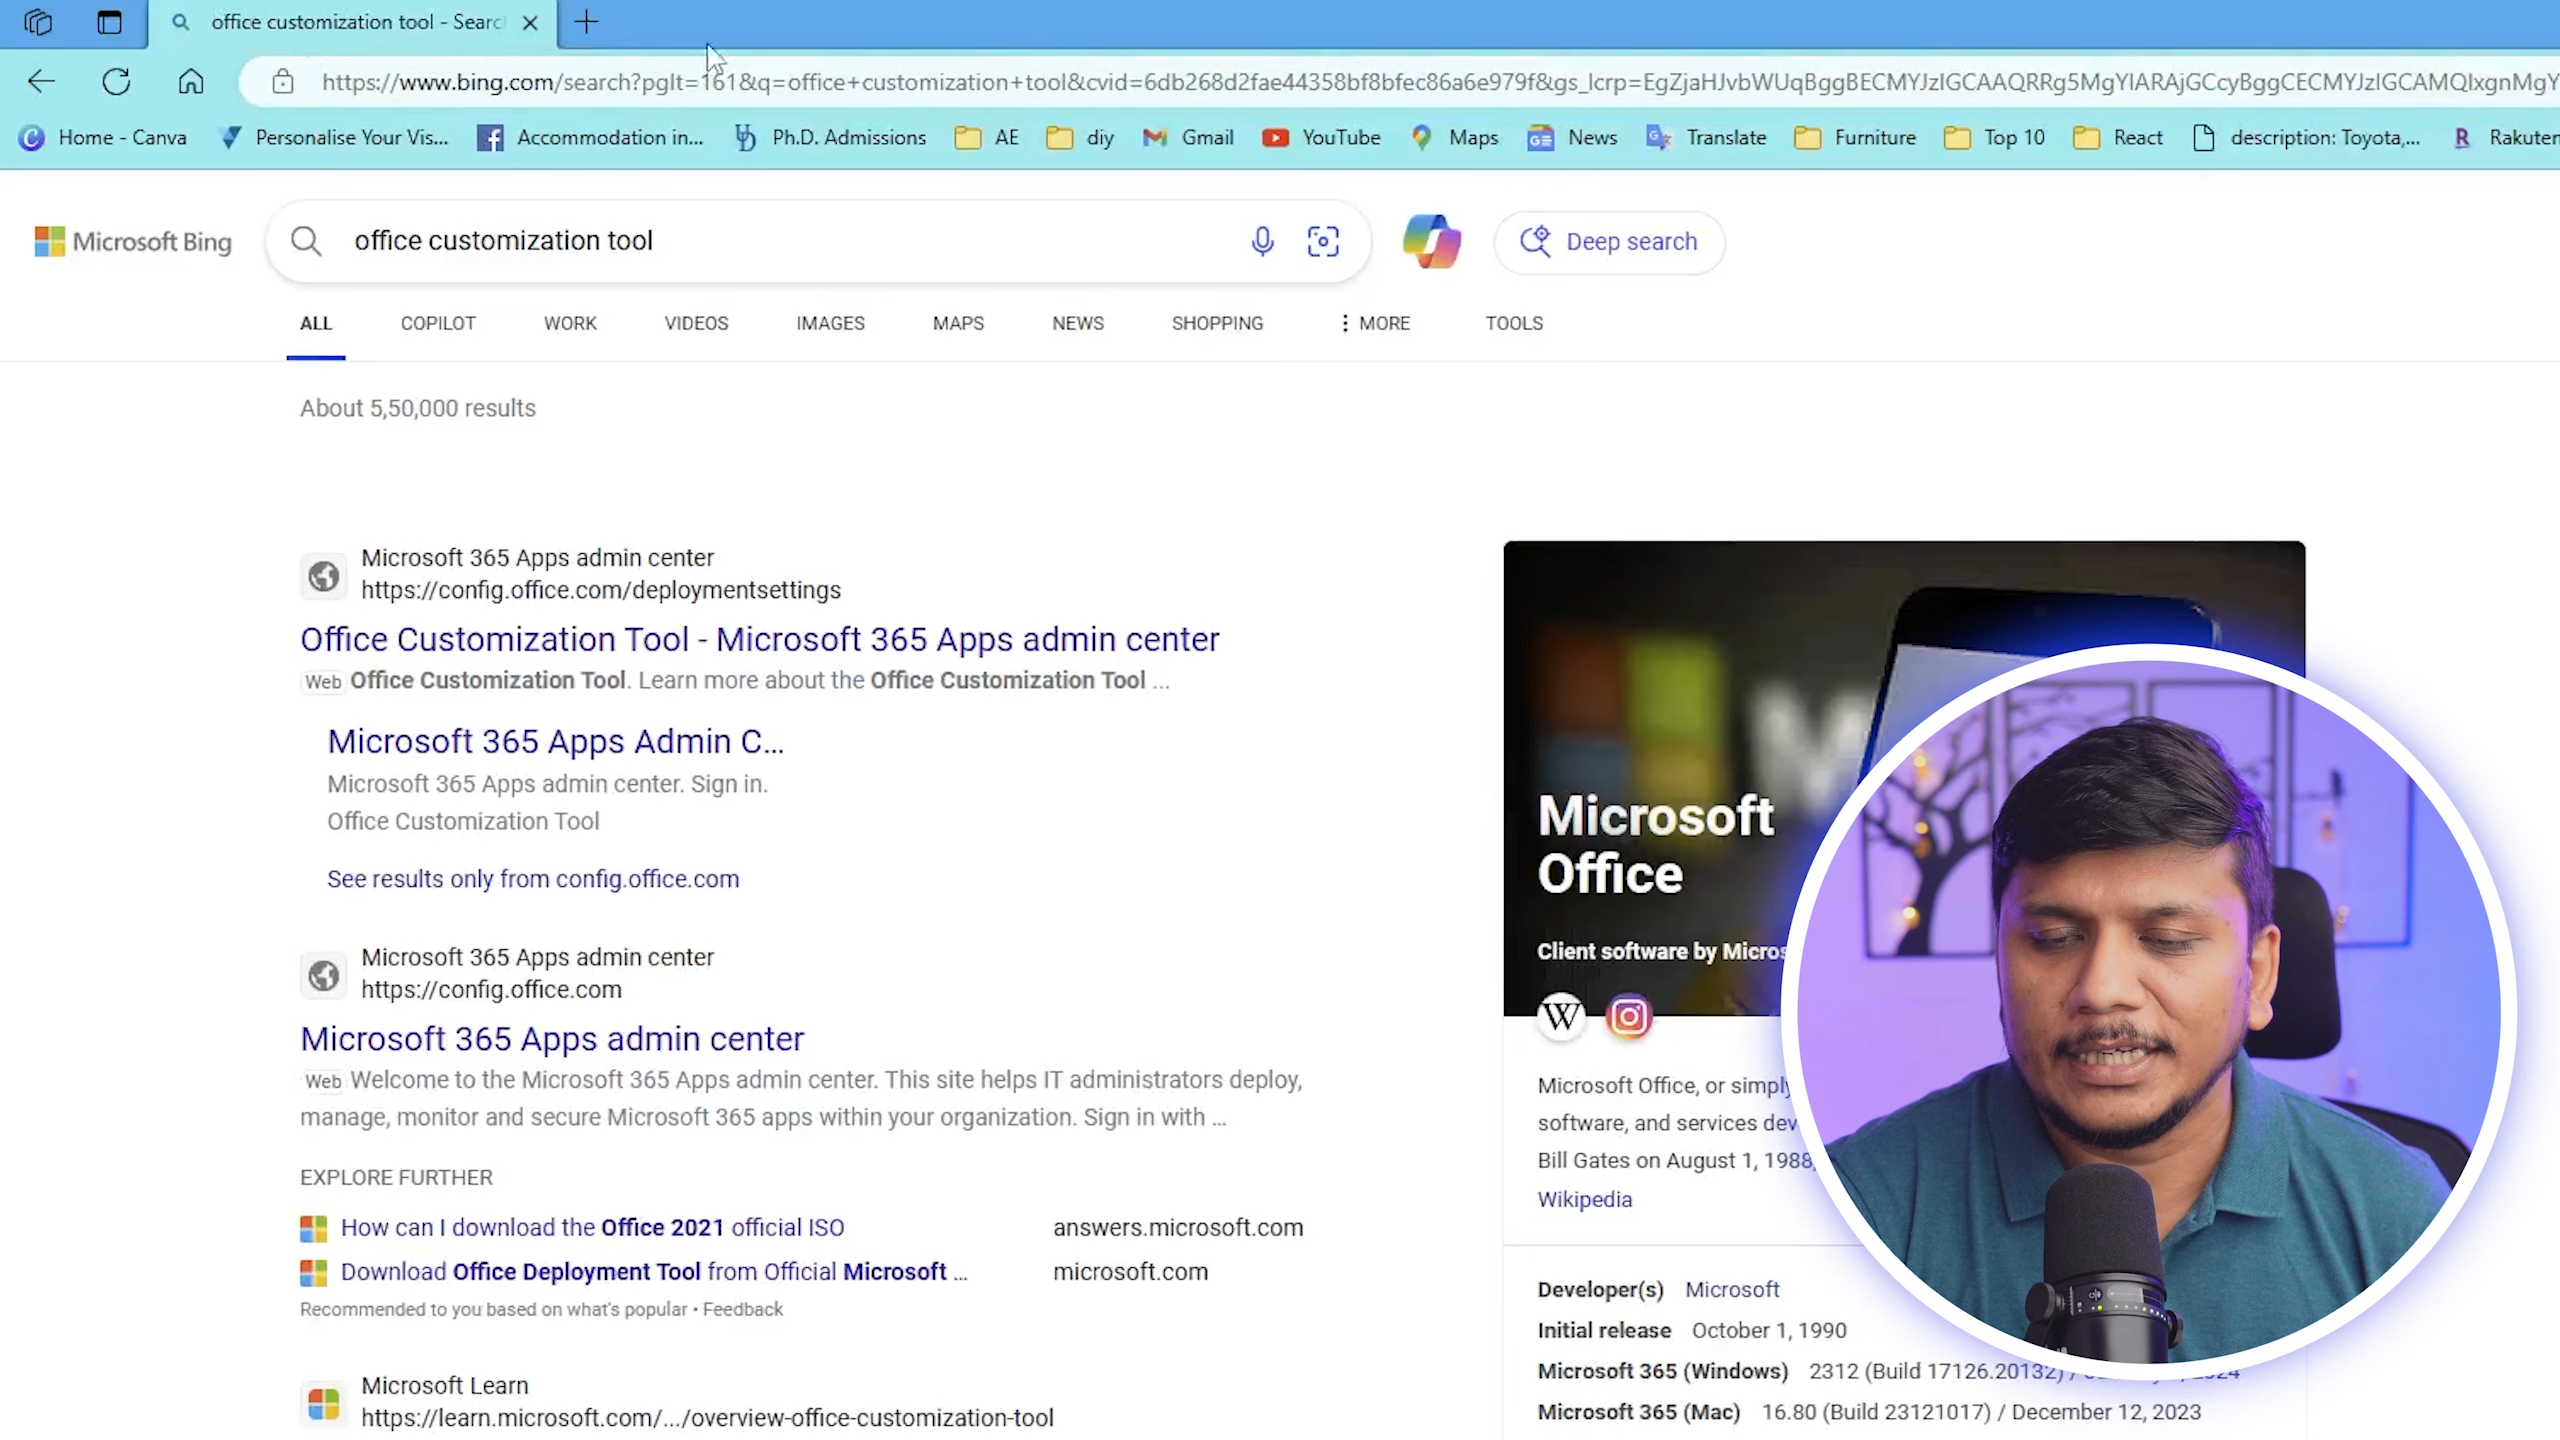 office customization tool - Searc
https://www.bing.com/search?pglt=161&q=office+customization+tool&cvid=6db268d2fae44358bf8bfec86a6e979f&gs_lcrp=EgZjaHJvbWUqBggBECMYJzIGCAAQRRg5MgYIARAjGCcyBggCECMYJzIGCAMQIxgnMgY
Home - Canva Personalise Your Vis... Accommodation in... Ph.D. Admissions AE diy Gmail YouTube Maps News Translate Furniture Top 10 React description: Toyota,... Rakuten
Microsoft Bing office customization tool Deep search
ALL COPILOT WORK VIDEOS IMAGES MAPS NEWS SHOPPING MORE TOOLS
About 5,50,000 results
Microsoft 365 Apps admin center
https://config.office.com/deploymentsettings
Office Customization Tool - Microsoft 365 Apps admin center
Web Office Customization Tool. Learn more about the Office Customization Tool ...
Microsoft 365 Apps Admin C...
Microsoft 365 Apps admin center. Sign in.
Office Customization Tool
See results only from config.office.com
Microsoft 365 Apps admin center
https://config.office.com
Microsoft 365 Apps admin center
Web Welcome to the Microsoft 365 Apps admin center. This site helps IT administrators deploy,
manage, monitor and secure Microsoft 365 apps within your organization. Sign in with ...
EXPLORE FURTHER
How can I download the Office 2021 official ISO answers.microsoft.com
Download Office Deployment Tool from Official Microsoft ... microsoft.com
Recommended to you based on what's popular • Feedback
Microsoft Learn
https://learn.microsoft.com/.../overview-office-customization-tool
Microsoft
Office
Client software by Micros
W
Microsoft Office, or simply
software, and services dev
Bill Gates on August 1, 1988,
Wikipedia
Developer(s) Microsoft
Initial release October 1, 1990
Microsoft 365 (Windows) 2312 (Build 17126.20132) /
Microsoft 365 (Mac) 16.80 (Build 23121017) / December 12, 2023